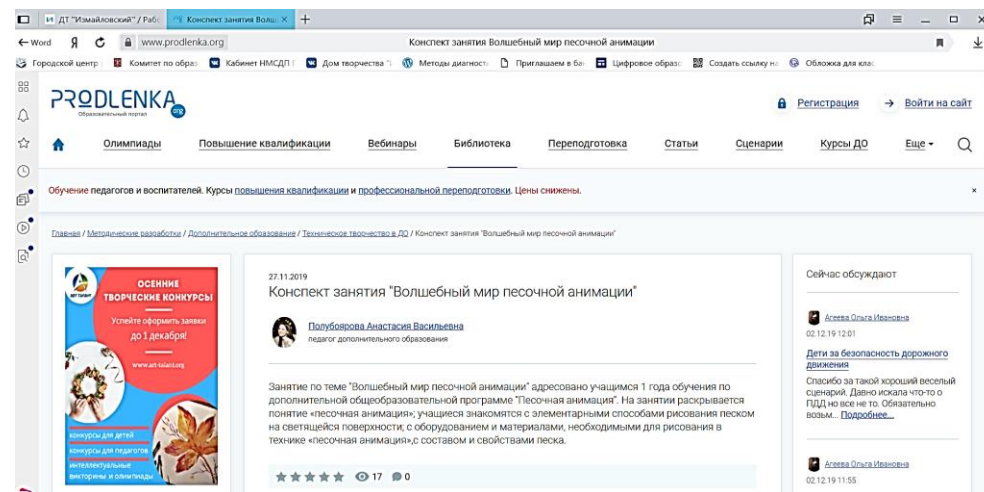 ДТ "Измайловский" / Рабо
Конспект занятия Волш
Word
www.prodlenka.org
Конспект занятия Волшебный мир песочной анимации
Городской центр
Комитет по образ
Кабинет НМСДП
Дом творчества "
Методы диагност
Приглашаем в ба
Цифровое образо
Создать ссылку на
Обложка для клас
PRODLENKA.org
Образовательный портал
Регистрация
Войти на сайт
Олимпиады
Повышение квалификации
Вебинары
Библиотека
Переподготовка
Статьи
Сценарии
Курсы ДО
Еще
Обучение педагогов и воспитателей. Курсы повышения квалификации и профессиональной переподготовки. Цены снижены.
Главная / Методические разработки / Дополнительное образование / Техническое творчество в ДО / Конспект занятия "Волшебный мир песочной анимации"
АРТ ТАЛАНТ
ОСЕННИЕ
ТВОРЧЕСКИЕ КОНКУРСЫ
Успейте оформить заявки
до 1 декабря!
www.art-talant.org
конкурсы для детей
конкурсы для педагогов
интеллектуальные
викторины и олимпиады
27.11.2019
Конспект занятия "Волшебный мир песочной анимации"
Полубоярова Анастасия Васильевна
педагог дополнительного образования
Занятие по теме "Волшебный мир песочной анимации" адресовано учащимся 1 года обучения по
дополнительной общеобразовательной программе "Песочная анимация". На занятии раскрывается
понятие «песочная анимация»; учащиеся знакомятся с элементарными способами рисования песком
на светящейся поверхности; с оборудованием и материалами, необходимыми для рисования в
технике «песочная анимация»,с составом и свойствами песка.
17
0
Сейчас обсуждают
Агеева Ольга Ивановна
02.12.19 12:01
Дети за безопасность дорожного
движения
Спасибо за такой хороший веселый
сценарий. Давно искала что-то о
ПДД но все не то. Обязательно
возьм... Подробнее...
Агеева Ольга Ивановна
02.12.19 11:55